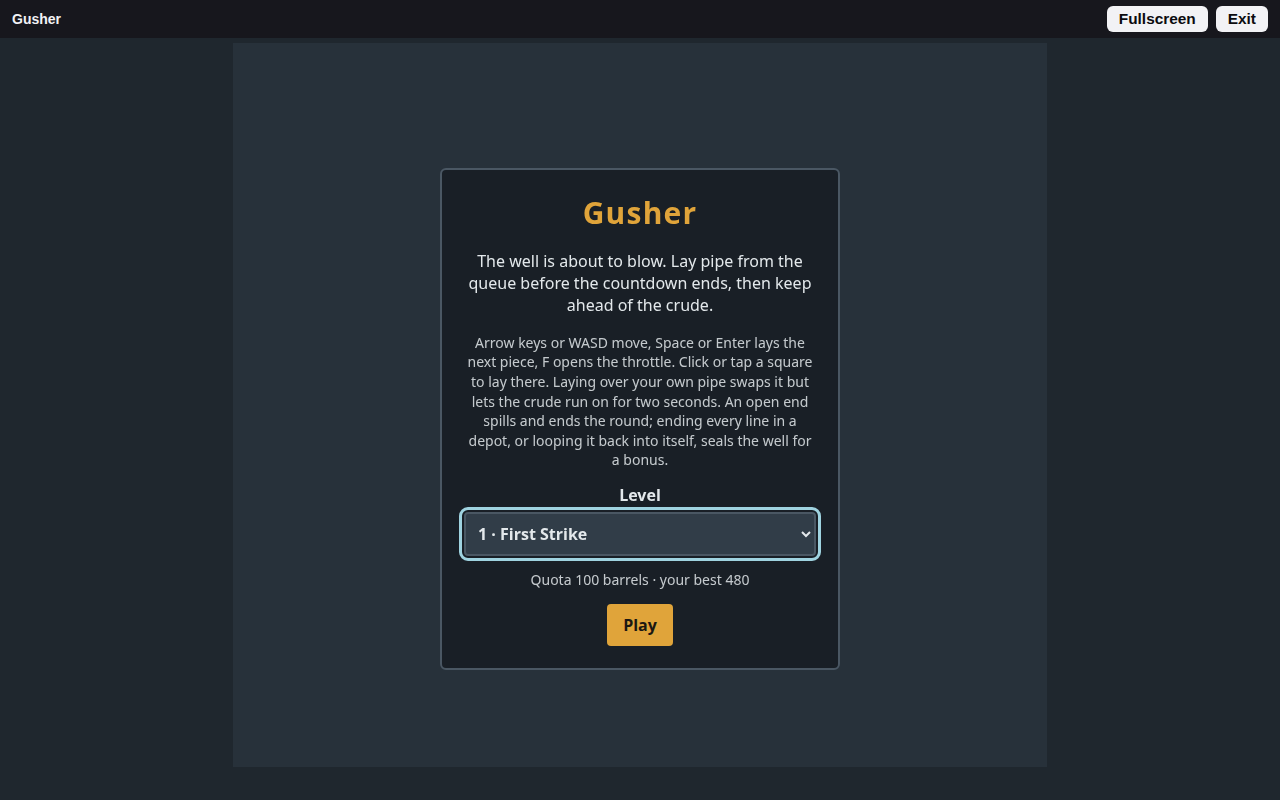 Gusher
Fullscreen
Exit
Gusher
The well is about to blow. Lay pipe from the
queue before the countdown ends, then keep
ahead of the crude.
Arrow keys or WASD move, Space or Enter lays the
next piece, F opens the throttle. Click or tap a square
to lay there. Laying over your own pipe swaps it but
lets the crude run on for two seconds. An open end
spills and ends the round; ending every line in a
depot, or looping it back into itself, seals the well for
a bonus.
Level
1 · First Strike
Quota 100 barrels · your best 480
Play